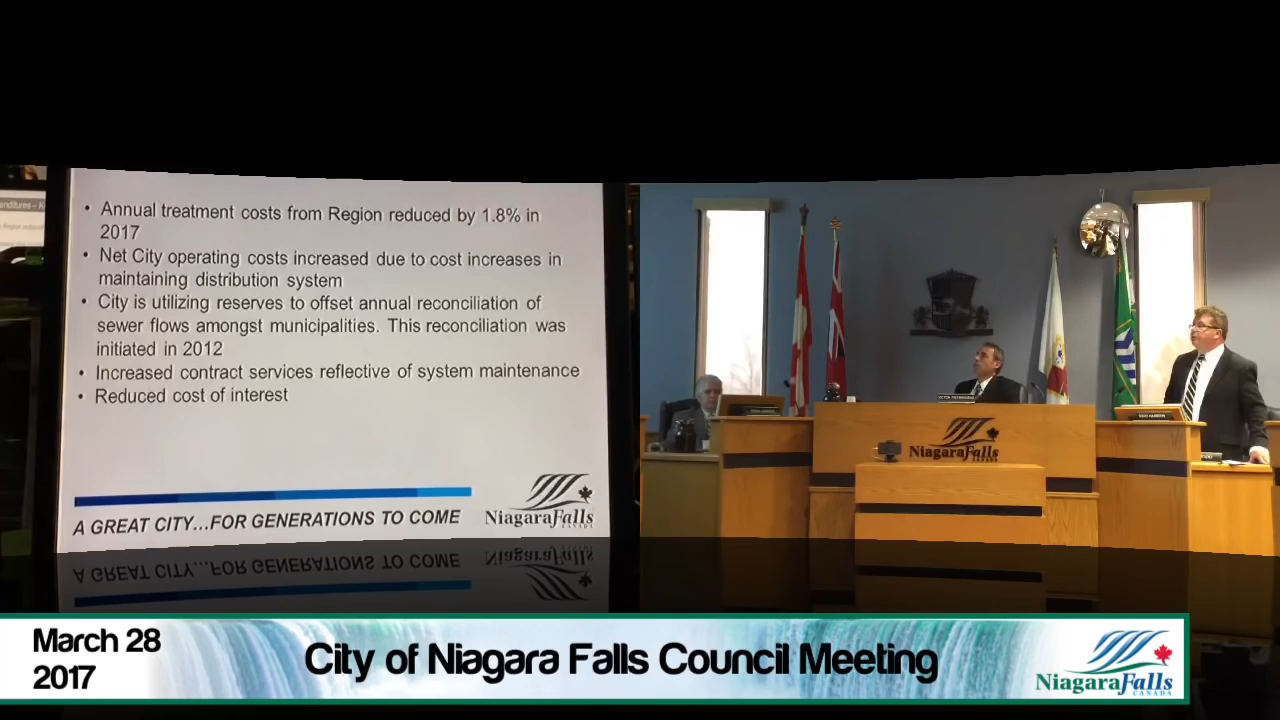 • Annual treatment costs from Region reduced by 1.8% in
2017
• Net City operating costs increased due to cost increases in
maintaining distribution system
• City is utilizing reserves to offset annual reconciliation of
sewer flows amongst municipalities. This reconciliation was
initiated in 2012
• Increased contract services reflective of system maintenance
• Reduced cost of interest
A GREAT CITY...FOR GENERATIONS TO COME
NiagaraFalls
CANADA
NiagaraFalls
CANADA
March 28
2017
City of Niagara Falls Council Meeting
NiagaraFalls
CANADA